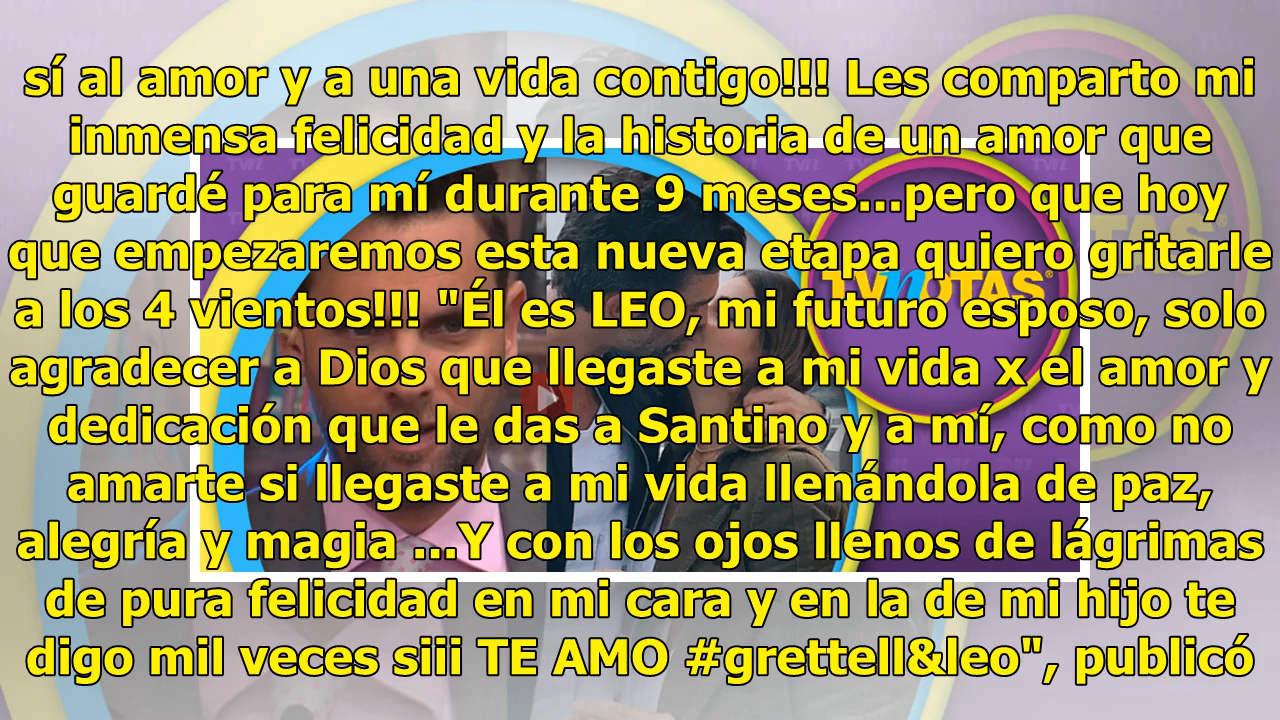 sí al amor y a una vida contigo!!! Les comparto mi
inmensa felicidad y la historia de un amor que
guardé para mí durante 9 meses...pero que hoy
que empezaremos esta nueva etapa quiero gritarle
a los 4 vientos!!! "Él es LEO, mi futuro esposo, solo
agradecer a Dios que llegaste a mi vida x el amor y
dedicación que le das a Santino y a mí, como no
amarte si llegaste a mi vida llenándola de paz,
alegría y magia ...Y con los ojos llenos de lágrimas
de pura felicidad en mi cara y en la de mi hijo te
digo mil veces siii TE AMO #grettell&leo", publicó
TVNOTAS